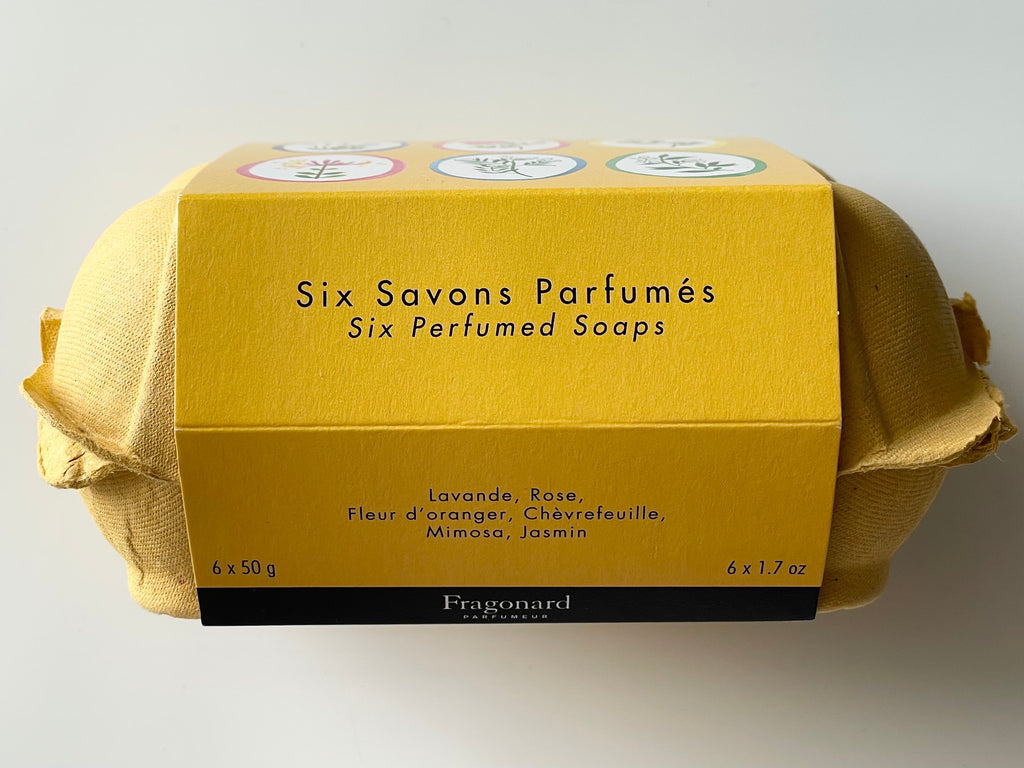 Six Savons Parfumés
Six Perfumed Soaps
Lavande, Rose,
Fleur d'oranger, Chèvrefeuille,
Mimosa, Jasmin
6 x 50 g
6 x 1.7 oz
Fragonard
PARFUMEUR